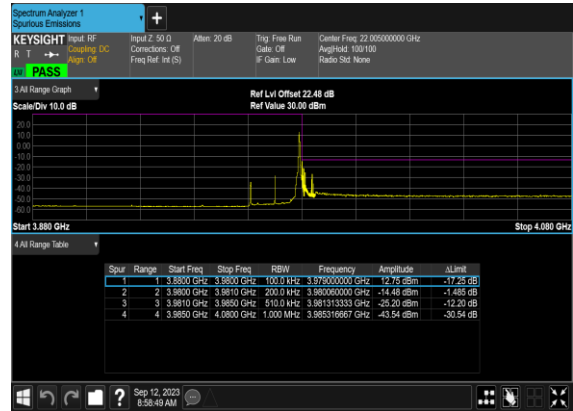 Spectrum Analyzer 1
Spurious Emissions
+
KEYSIGHT Input: RF Input Z: 50 Ω Atten: 20 dB Trig: Free Run Center Freq: 22.005000000 GHz
R T Coupling: DC Corrections: Off Gate: Off Avg|Hold: 100/100
Align: Off Freq Ref: Int (S) IF Gain: Low Radio Std: None
PASS
3 All Range Graph
Ref Lvl Offset 22.48 dB
Scale/Div 10.0 dB Ref Value 30.00 dBm
20.0
10.0
0.00
-10.0
-20.0
-30.0
-40.0
-50.0
-60.0
Start 3.880 GHz Stop 4.080 GHz
4 All Range Table
Spur Range Start Freq Stop Freq RBW Frequency Amplitude ΔLimit
1 1 3.8800 GHz 3.9800 GHz 100.0 kHz 3.979000000 GHz 12.75 dBm -17.25 dB
2 2 3.9800 GHz 3.9810 GHz 200.0 kHz 3.980060000 GHz -14.48 dBm -1.485 dB
3 3 3.9810 GHz 3.9850 GHz 510.0 kHz 3.981313333 GHz -25.20 dBm -12.20 dB
4 4 3.9850 GHz 4.0800 GHz 1.000 MHz 3.985316667 GHz -43.54 dBm -30.54 dB
? Sep 12, 2023
8:58:49 AM